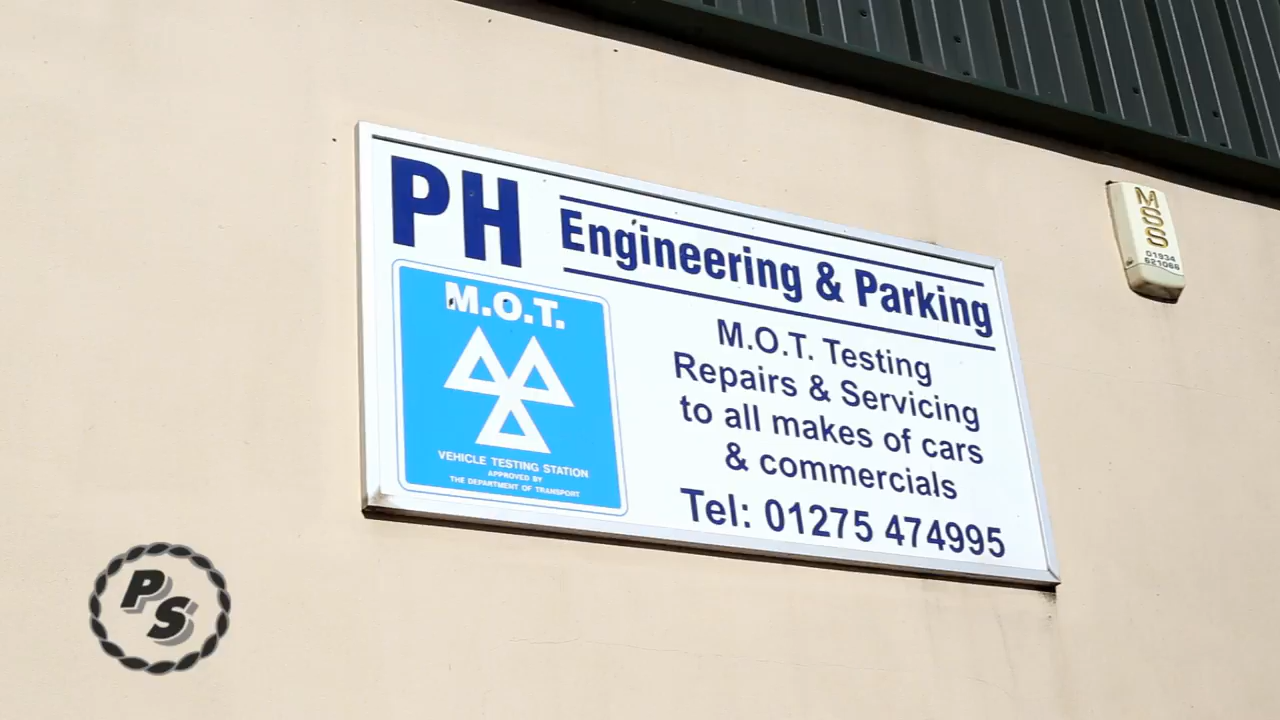 PH
Engineering & Parking
M.O.T.
VEHICLE TESTING STATION
APPROVED BY
THE DEPARTMENT OF TRANSPORT
M.O.T. Testing
Repairs & Servicing
to all makes of cars
& commercials
Tel: 01275 474995
MSS
01934
621066
PS